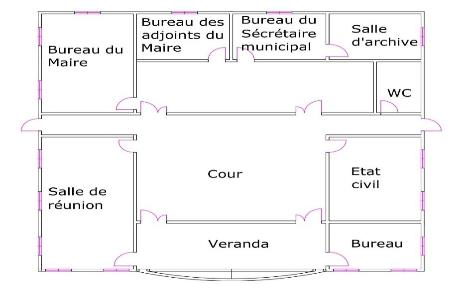 Bureau du
Maire
Bureau des
adjoints du
Maire
Bureau du
Sécrétaire
municipal
Salle
d'archive
WC
Cour
Etat
civil
Salle de
réunion
Veranda
Bureau